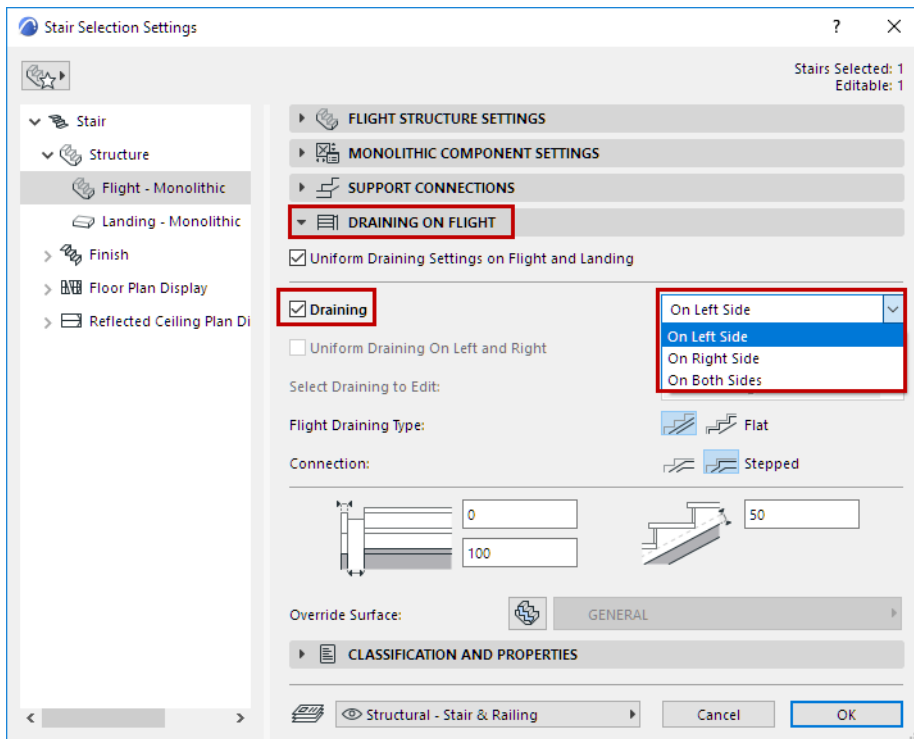 Stair Selection Settings
?
Stairs Selected: 1
Editable: 1
Stair
Structure
Flight - Monolithic
Landing - Monolithic
Finish
Floor Plan Display
Reflected Ceiling Plan Di
FLIGHT STRUCTURE SETTINGS
MONOLITHIC COMPONENT SETTINGS
SUPPORT CONNECTIONS
DRAINING ON FLIGHT
Uniform Draining Settings on Flight and Landing
Draining
On Left Side
On Left Side
On Right Side
On Both Sides
Uniform Draining On Left and Right
Select Draining to Edit:
Flight Draining Type:
Flat
Connection:
Stepped
0
100
50
Override Surface:
GENERAL
CLASSIFICATION AND PROPERTIES
Structural - Stair & Railing
Cancel
OK